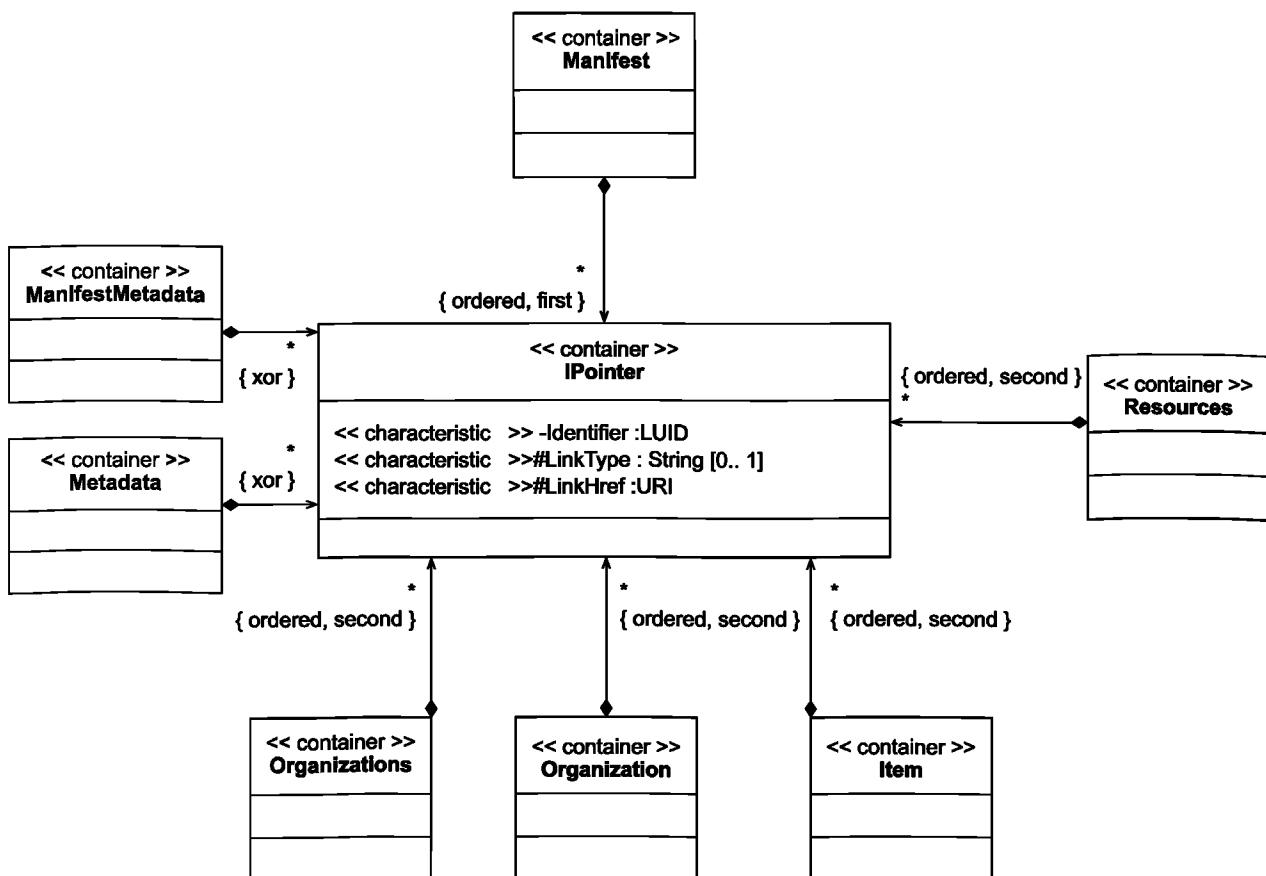 << container >>
Manifest
<< container >>
ManifestMetadata
*
{ ordered, first }
*
{ xor }
<< container >>
IPointer
<< characteristic >> -Identifier :LUID
<< characteristic >>#LinkType : String [0.. 1]
<< characteristic >>#LinkHref :URI
{ ordered, second }
*
<< container >>
Resources
<< container >>
Metadata
*
{ xor }
*
{ ordered, second }
*
{ ordered, second }
*
{ ordered, second }
<< container >>
Organizations
<< container >>
Organization
<< container >>
Item